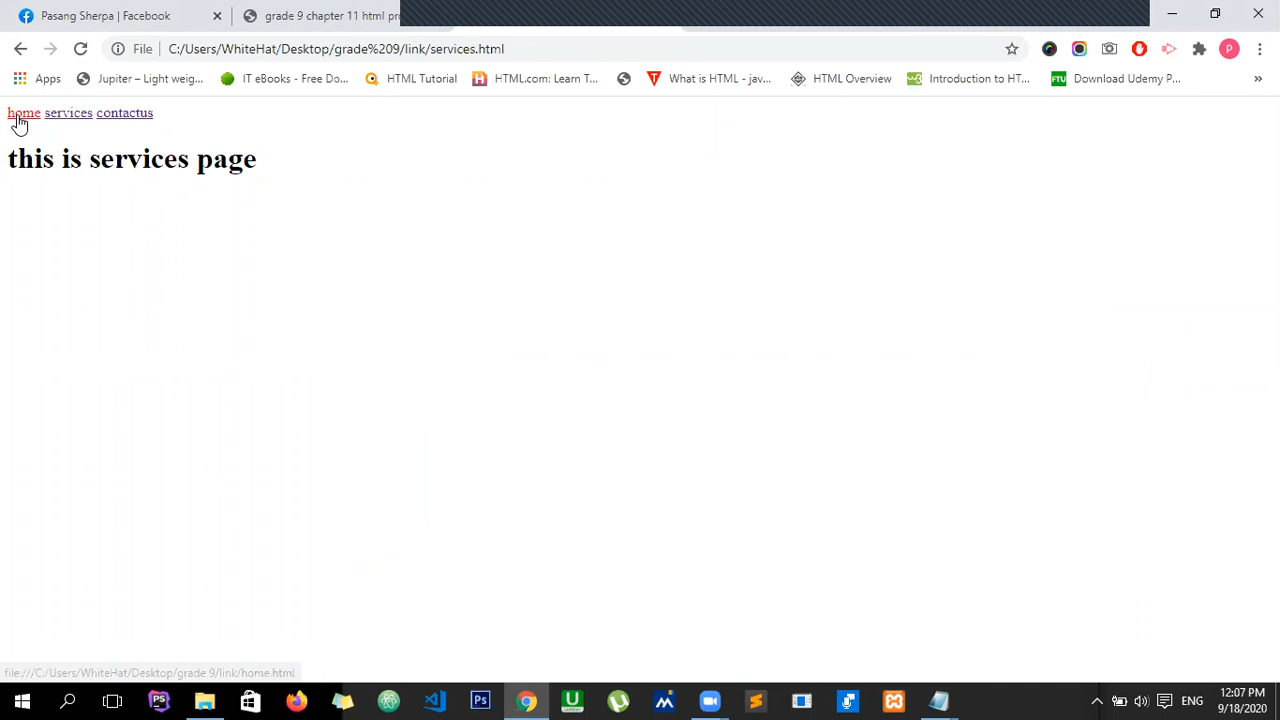 Pasang Sherpa | Facebook
grade 9 chapter 11 html pro
File
C:/Users/WhiteHat/Desktop/grade%209/link/services.html
P
Apps
Jupiter – Light weig...
IT eBooks - Free Do...
HTML Tutorial
HTML.com: Learn T...
What is HTML - jav...
HTML Overview
Introduction to HT...
FTU
Download Udemy P...
»
home services contactus
this is services page
file:///C:/Users/WhiteHat/Desktop/grade 9/link/home.html
Ps
ENG
12:07 PM
9/18/2020